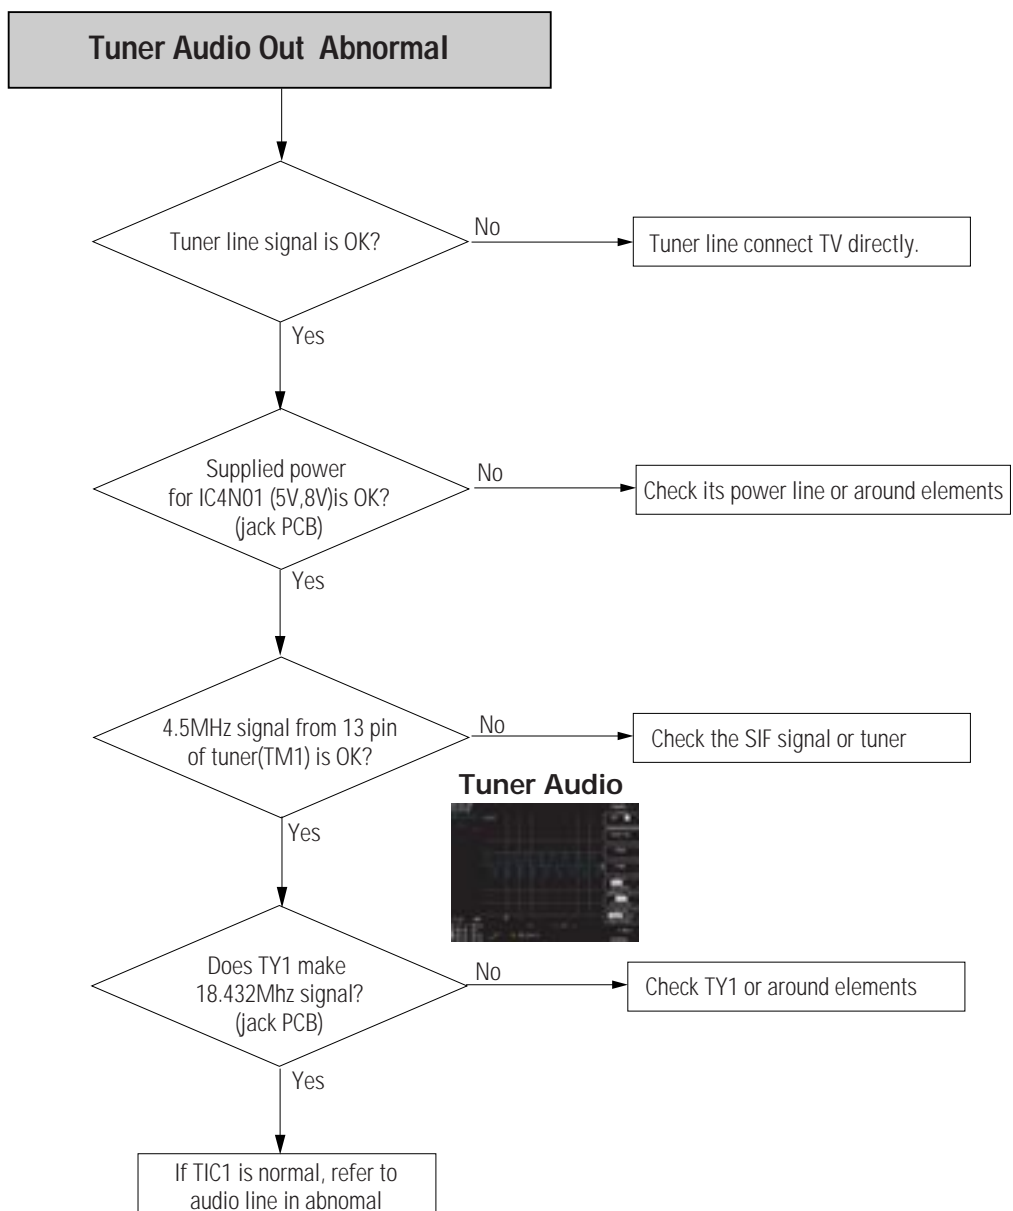 Tuner Audio Out  Abnormal
Tuner line signal is OK?
No
Tuner line connect TV directly.
Yes
Supplied power
for IC4N01 (5V,8V)is OK?
(jack PCB)
No
Check its power line or around elements
Yes
4.5MHz signal from 13 pin
of tuner(TM1) is OK?
No
Check the SIF signal or tuner
Tuner Audio
Yes
Does TY1 make
18.432Mhz signal?
(jack PCB)
No
Check TY1 or around elements
Yes
If TIC1 is normal, refer to
audio line in abnomal